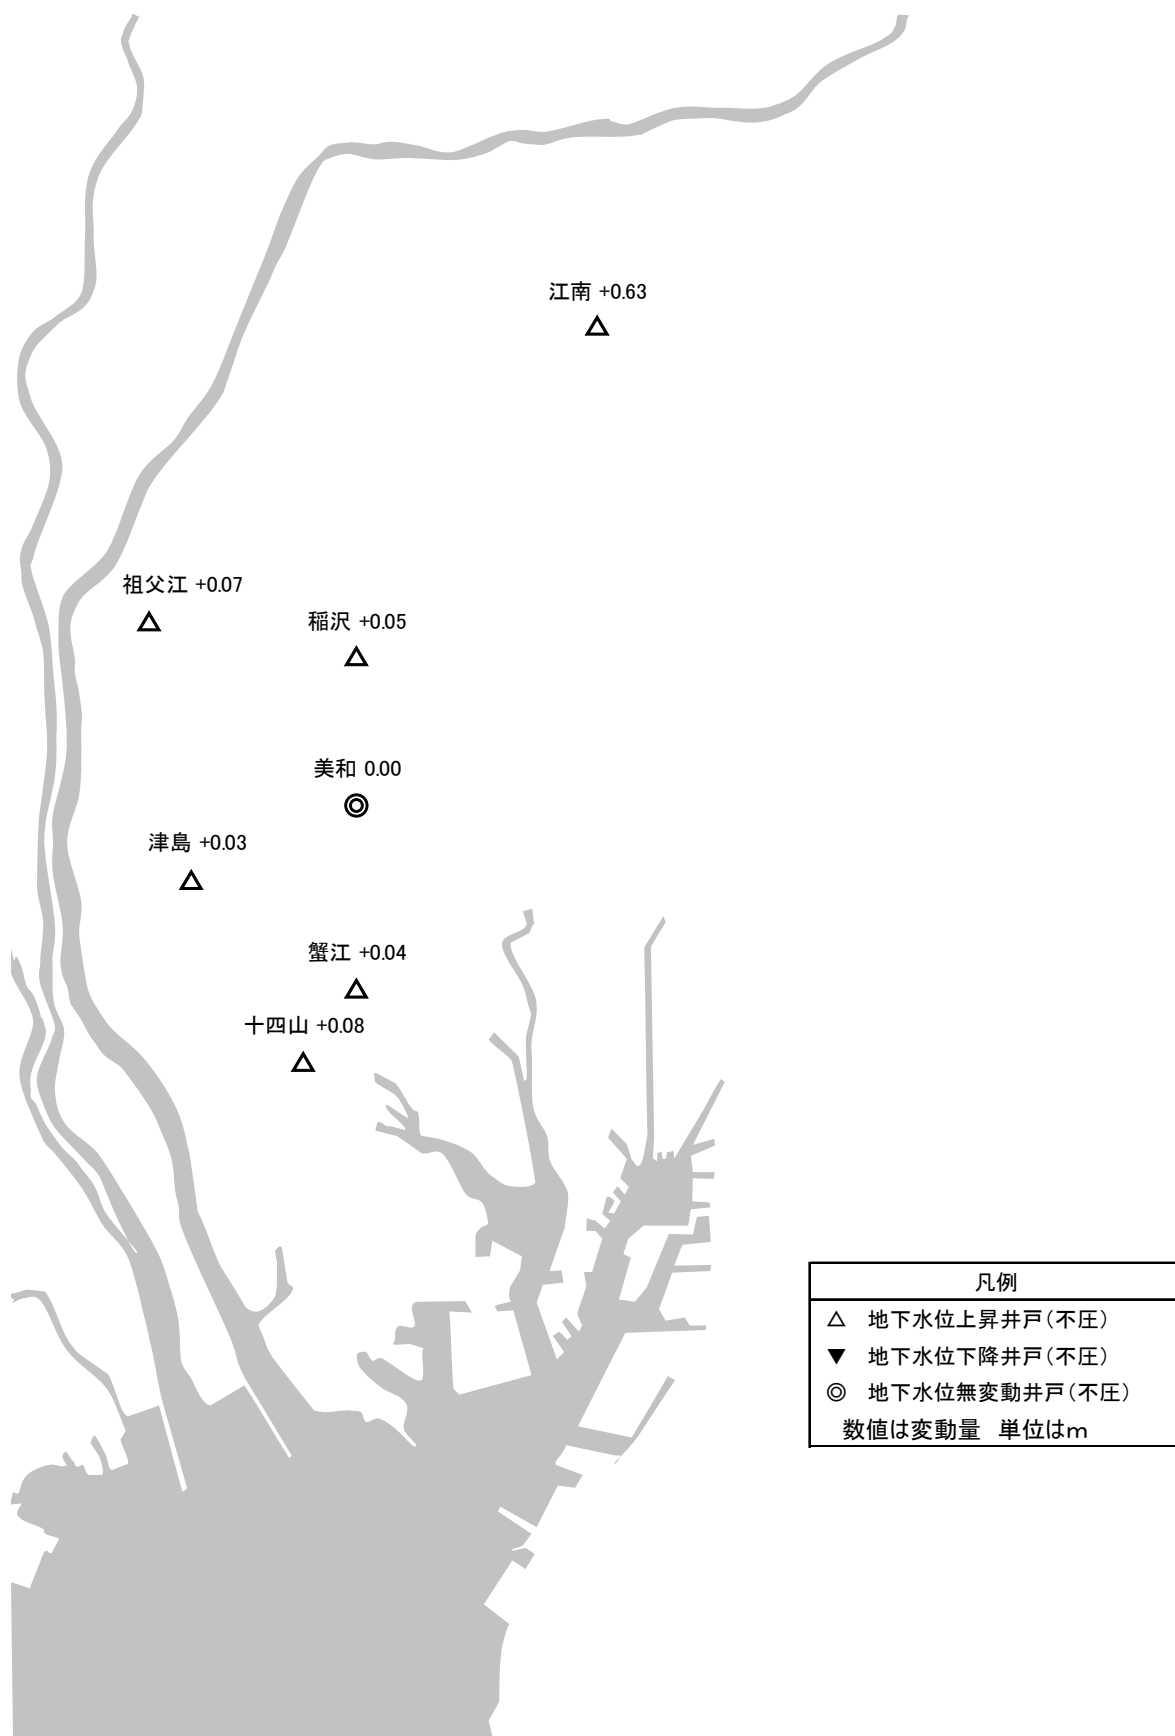 江南 +0.63
祖父江 +0.07
稲沢 +0.05
美和 0.00
津島 +0.03
蟹江 +0.04
十四山 +0.08
凡例
△ 地下水位上昇井戸(不圧)
▼ 地下水位下降井戸(不圧)
◎ 地下水位無変動井戸(不圧)
数値は変動量 単位はm